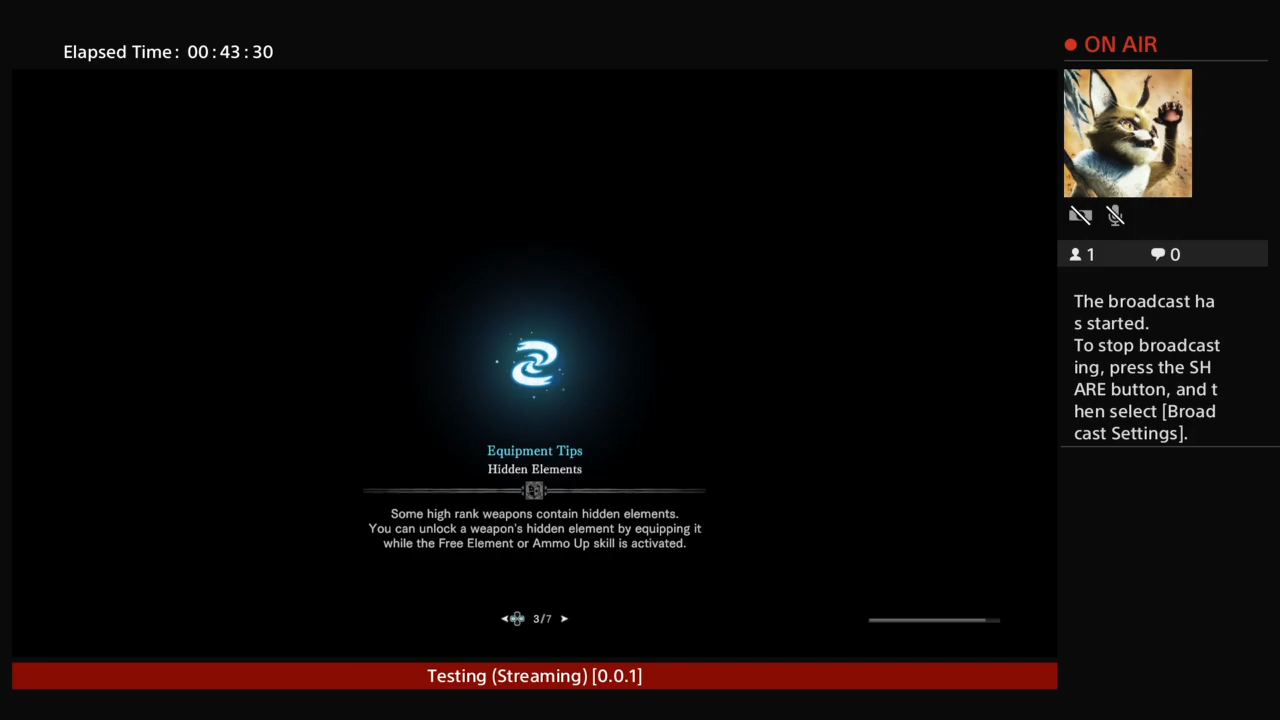 Elapsed Time: 00:43:30
ON AIR
1
0
The broadcast ha
s started.
To stop broadcast
ing, press the SH
ARE button, and t
hen select [Broad
cast Settings].
Equipment Tips
Hidden Elements
Some high rank weapons contain hidden elements.
You can unlock a weapon's hidden element by equipping it
while the Free Element or Ammo Up skill is activated.
3/7
Testing (Streaming) [0.0.1]